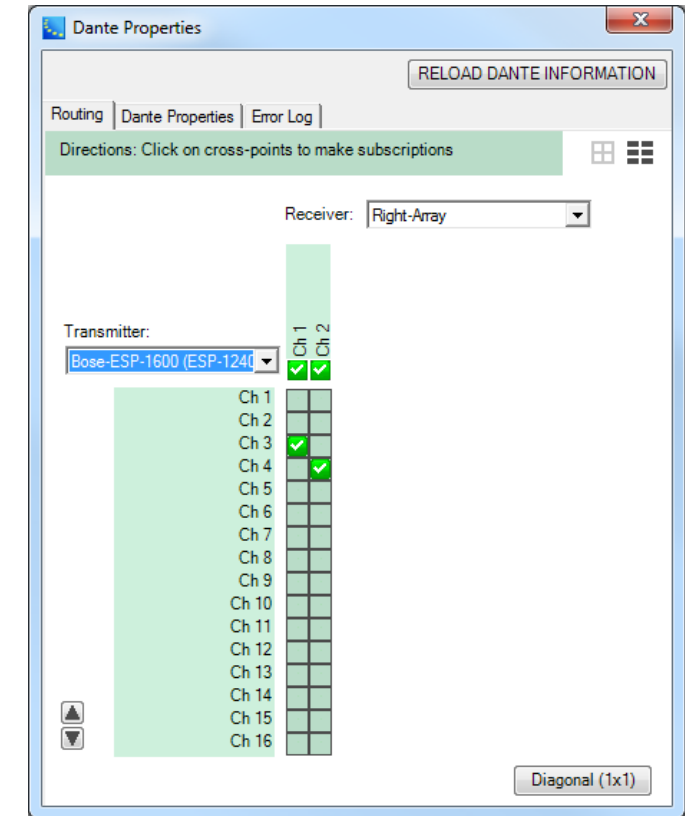 Dante Properties
RELOAD DANTE INFORMATION
Routing Dante Properties Error Log
Directions: Click on cross-points to make subscriptions
Receiver: Right-Array
Transmitter:
Bose-ESP-1600 (ESP-1240
Ch 1 Ch 2
Ch 1
Ch 2
Ch 3
Ch 4
Ch 5
Ch 6
Ch 7
Ch 8
Ch 9
Ch 10
Ch 11
Ch 12
Ch 13
Ch 14
Ch 15
Ch 16
Diagonal (1x1)